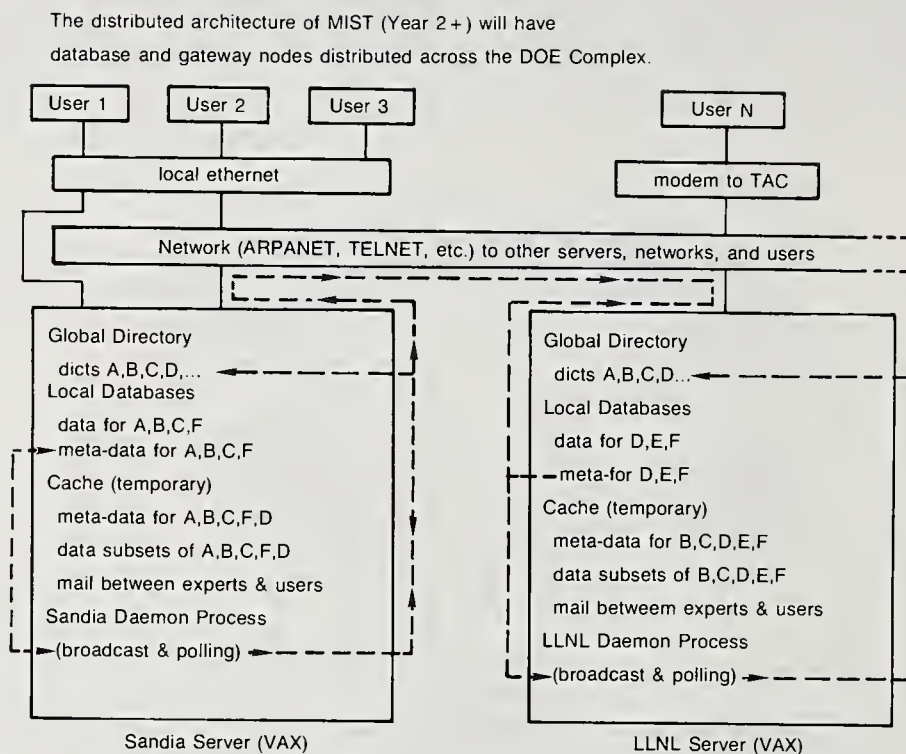 The distributed architecture of MIST (Year 2+) will have
database and gateway nodes distributed across the DOE Complex.
User 1
User 2
User 3
User N
local ethernet
modem to TAC
Network (ARPANET, TELNET, etc.) to other servers, networks, and users
Global Directory
dicts A,B,C,D,...
Local Databases
data for A,B,C,F
meta-data for A,B,C,F
Cache (temporary)
meta-data for A,B,C,F,D
data subsets of A,B,C,F,D
mail between experts & users
Sandia Daemon Process
(broadcast & polling)
Sandia Server (VAX)
Global Directory
dicts A,B,C,D...
Local Databases
data for D,E,F
meta-for D,E,F
Cache (temporary)
meta-data for B,C,D,E,F
data subsets of B,C,D,E,F
mail betweem experts & users
LLNL Daemon Process
(broadcast & polling)
LLNL Server (VAX)